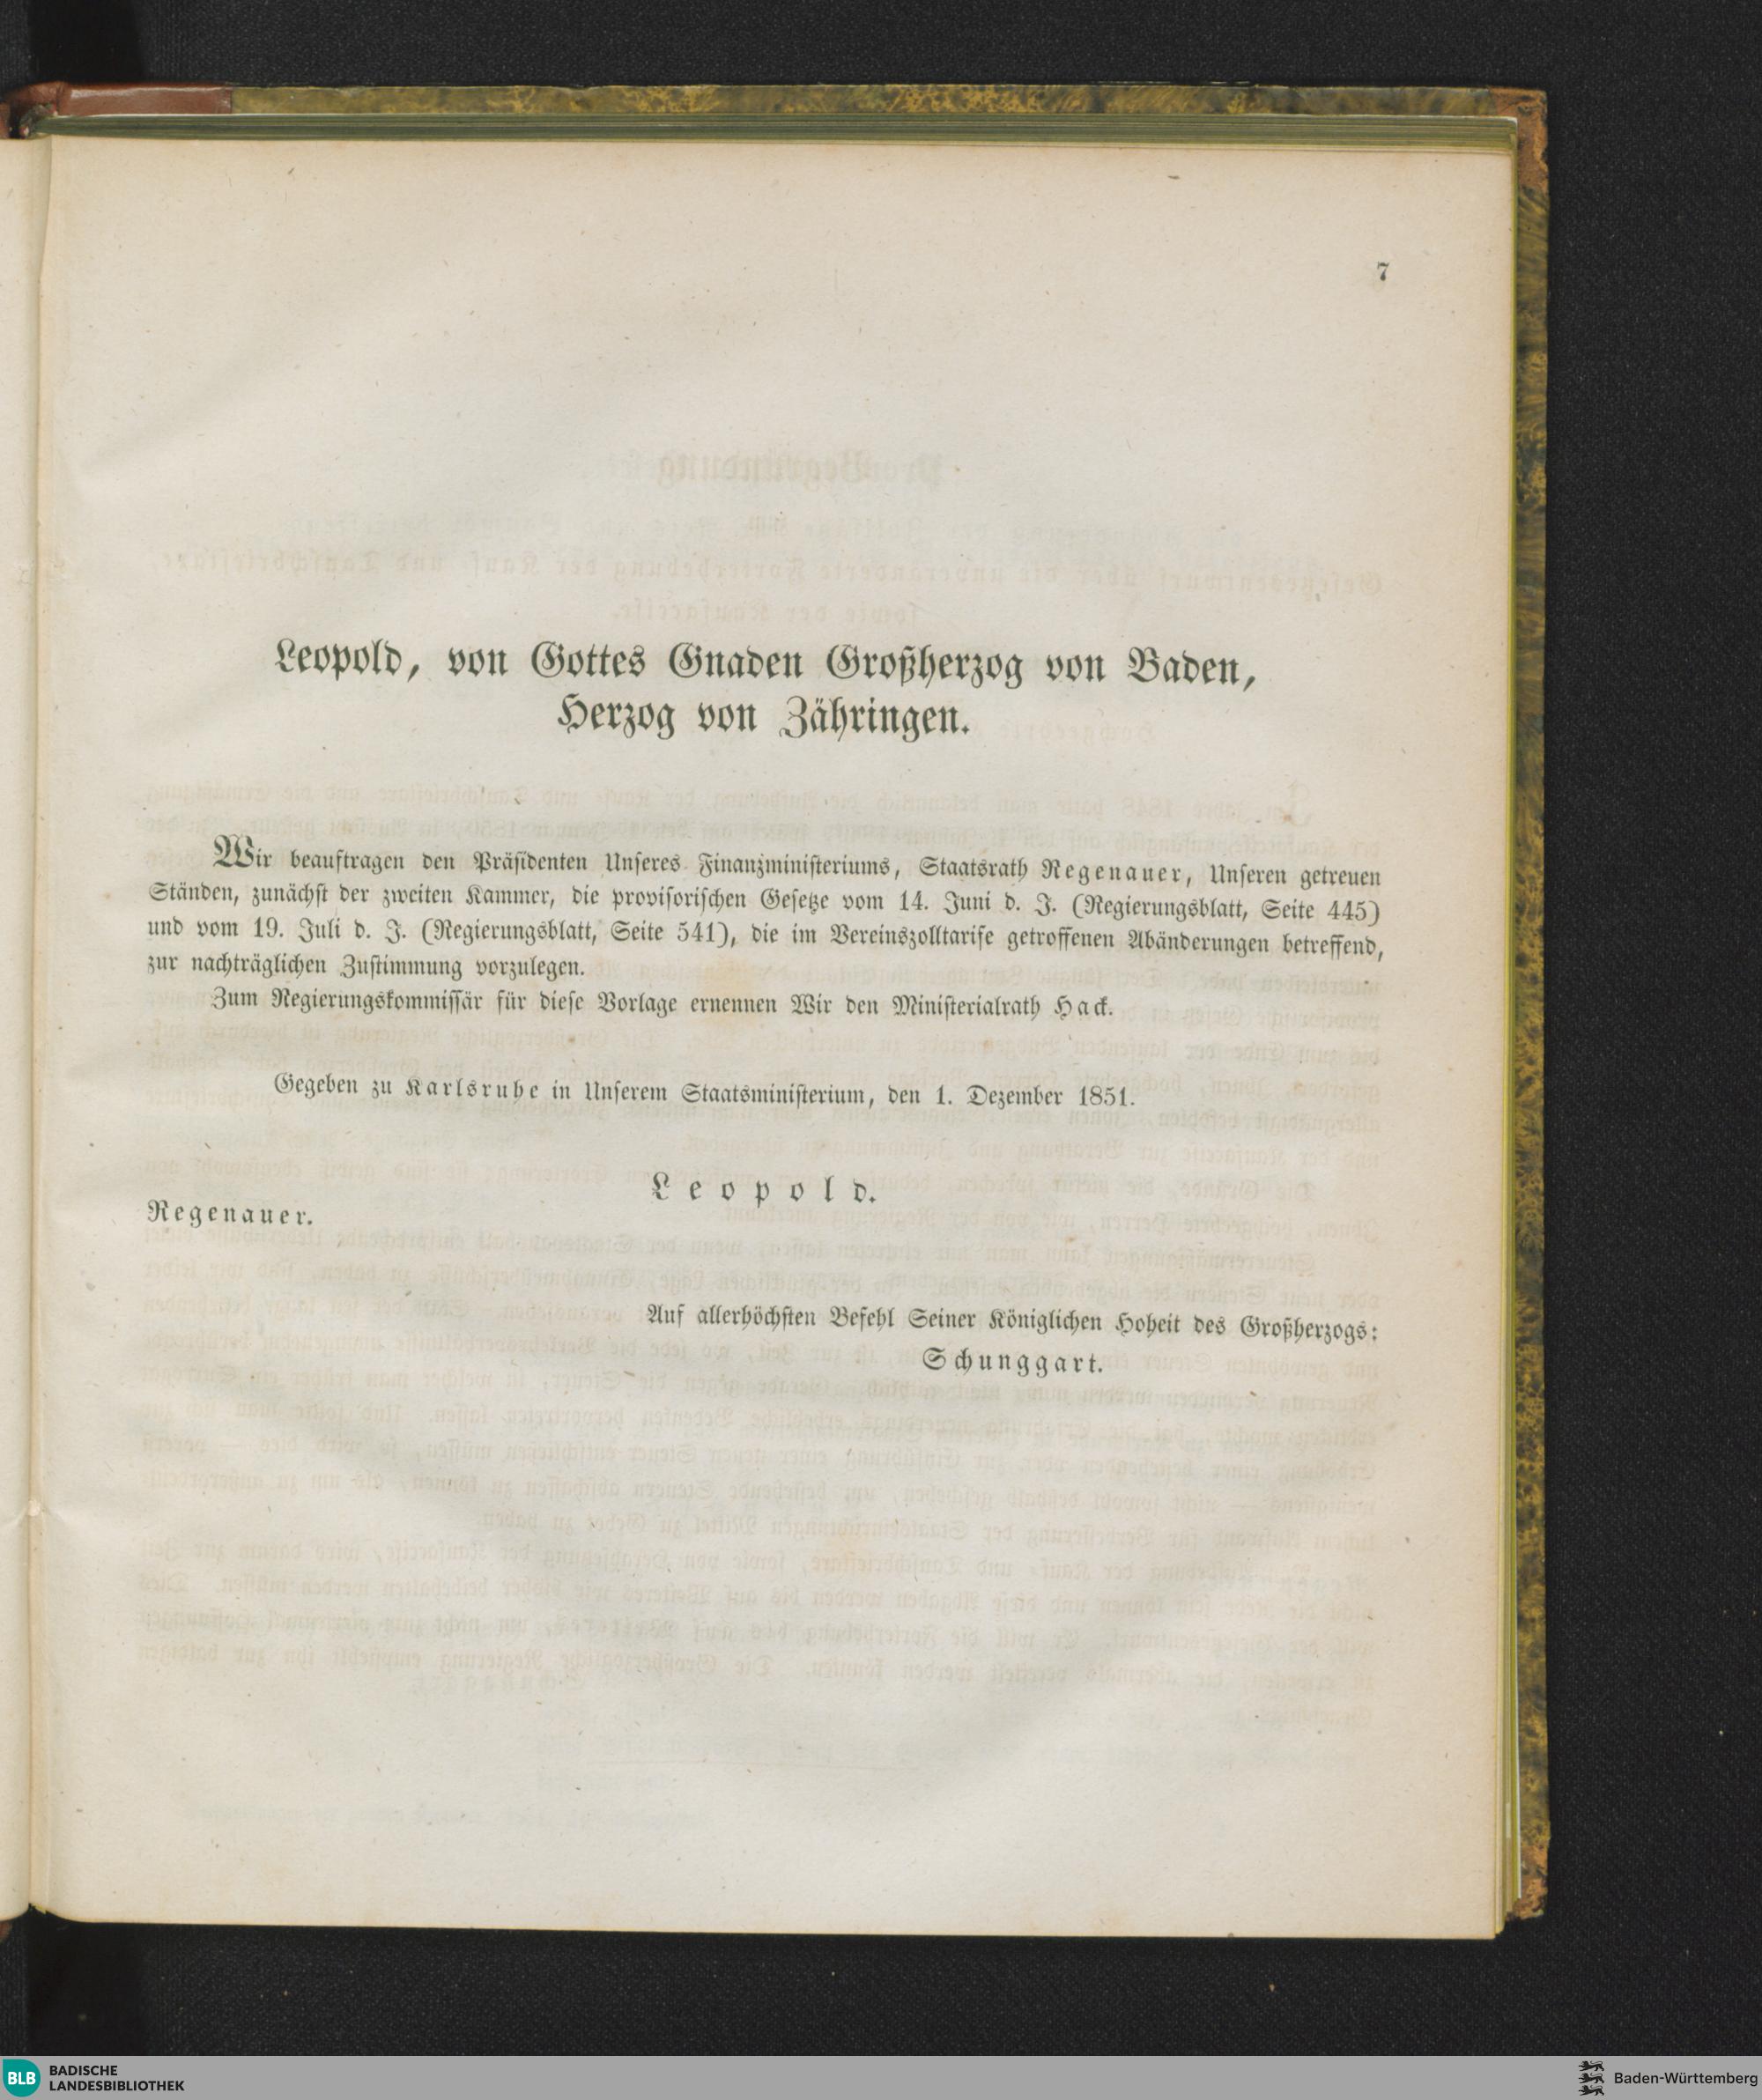 7
Leopold, von Gottes Gnaden Großherzog von Baden,
Herzog von Zähringen.
Wir beauftragen den Präsidenten Unseres Finanzministeriums, Staatsrath Regenauer, Unseren getreuen
Ständen, zunächst der zweiten Kammer, die provisorischen Gesetze vom 14. Juni d. J. (Regierungsblatt, Seite 445)
und vom 19. Juli d. J. (Regierungsblatt, Seite 541), die im Vereinszolltarife getroffenen Abänderungen betreffend,
zur nachträglichen Zustimmung vorzulegen.
Zum Regierungskommissär für diese Vorlage ernennen Wir den Ministerialrath Hack.
Gegeben zu Karlsruhe in Unserem Staatsministerium, den 1. Dezember 1851.
Leopold.
Regenauer.
Auf allerhöchsten Befehl Seiner Königlichen Hoheit des Großherzogs:
Schunggart.
BLB BADISCHE
LANDESBIBLIOTHEK
Baden-Württemberg